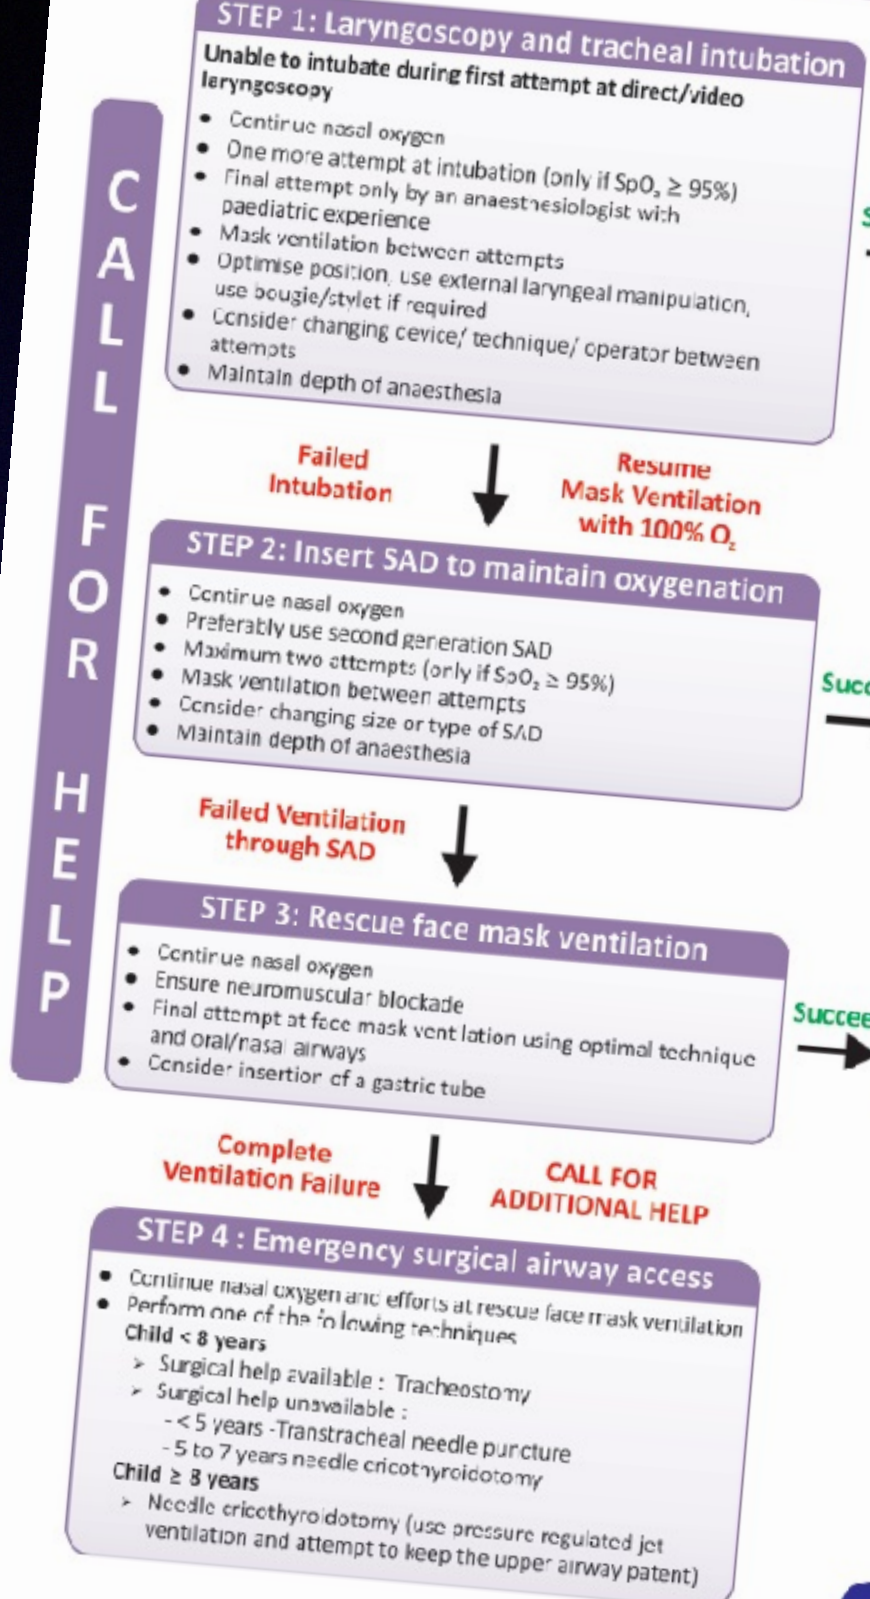 STEP 1: Laryngoscopy and tracheal intubation
Unable to intubate during first attempt at direct/video
laryngoscopy
● Continue nasal oxygen
● One more attempt at intubation (only if SpO₂ ≥ 95%)
● Final attempt only by an anaesthesiologist with
paediatric experience
● Mask ventilation between attempts
● Optimise position, use external laryngeal manipulation,
use bougie/stylet if required
● Consider changing device/ technique/ operator between
attempts
● Maintain depth of anaesthesia
CALL FOR HELP
Failed
Intubation
Resume
Mask Ventilation
with 100% O₂
STEP 2: Insert SAD to maintain oxygenation
● Continue nasal oxygen
● Preferably use second generation SAD
● Maximum two attempts (only if SpO₂ ≥ 95%)
● Mask ventilation between attempts
● Consider changing size or type of SAD
● Maintain depth of anaesthesia
Succ
Failed Ventilation
through SAD
STEP 3: Rescue face mask ventilation
● Continue nasal oxygen
● Ensure neuromuscular blockade
● Final attempt at face mask ventilation using optimal technique
and oral/nasal airways
● Consider insertion of a gastric tube
Succee
Complete
Ventilation Failure
CALL FOR
ADDITIONAL HELP
STEP 4 : Emergency surgical airway access
● Continue nasal oxygen and efforts at rescue face mask ventilation
● Perform one of the following techniques
Child < 8 years
➢ Surgical help available : Tracheostomy
➢ Surgical help unavailable :
- < 5 years -Transtracheal needle puncture
- 5 to 7 years needle cricothyroidotomy
Child ≥ 8 years
➢ Needle cricothyroidotomy (use pressure regulated jet
ventilation and attempt to keep the upper airway patent)